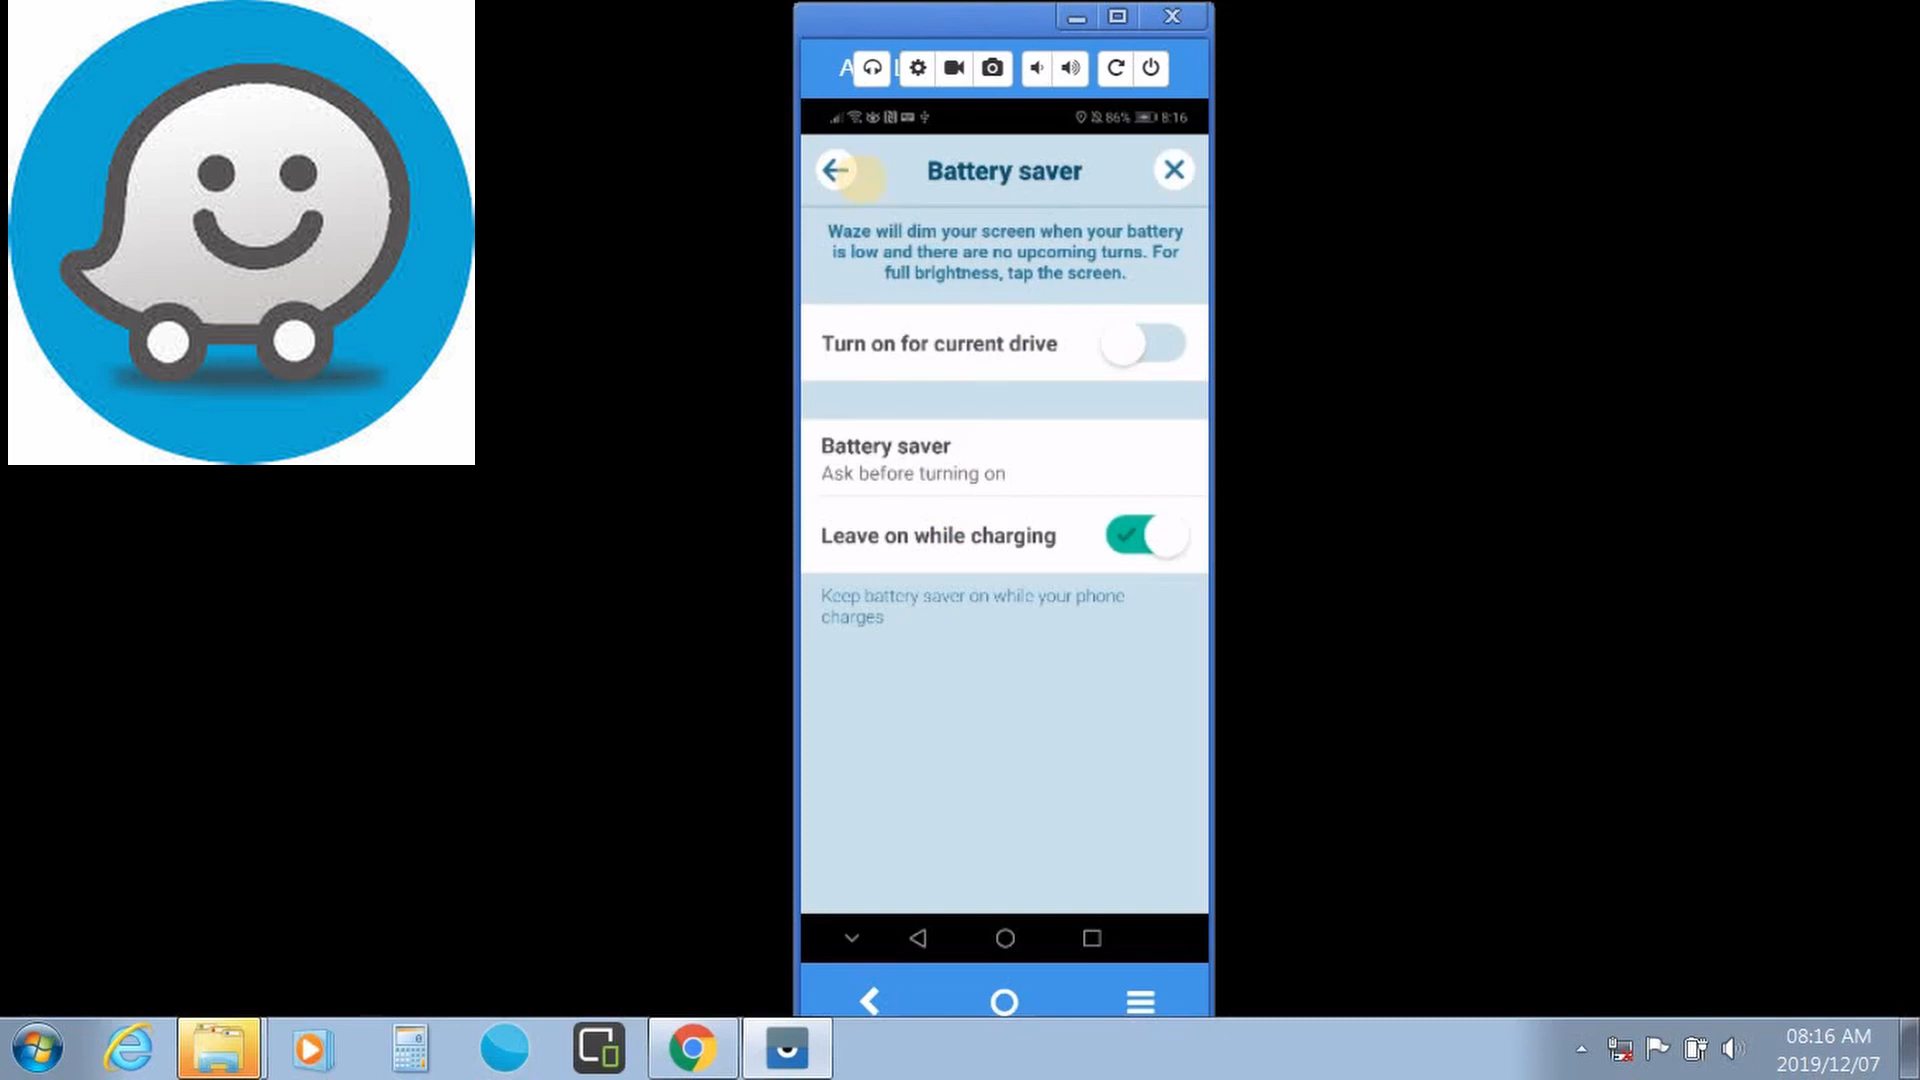 86% 8:16
Battery saver
Waze will dim your screen when your battery
is low and there are no upcoming turns. For
full brightness, tap the screen.
Turn on for current drive
Battery saver
Ask before turning on
Leave on while charging
Keep battery saver on while your phone
charges
08:16 AM
2019/12/07